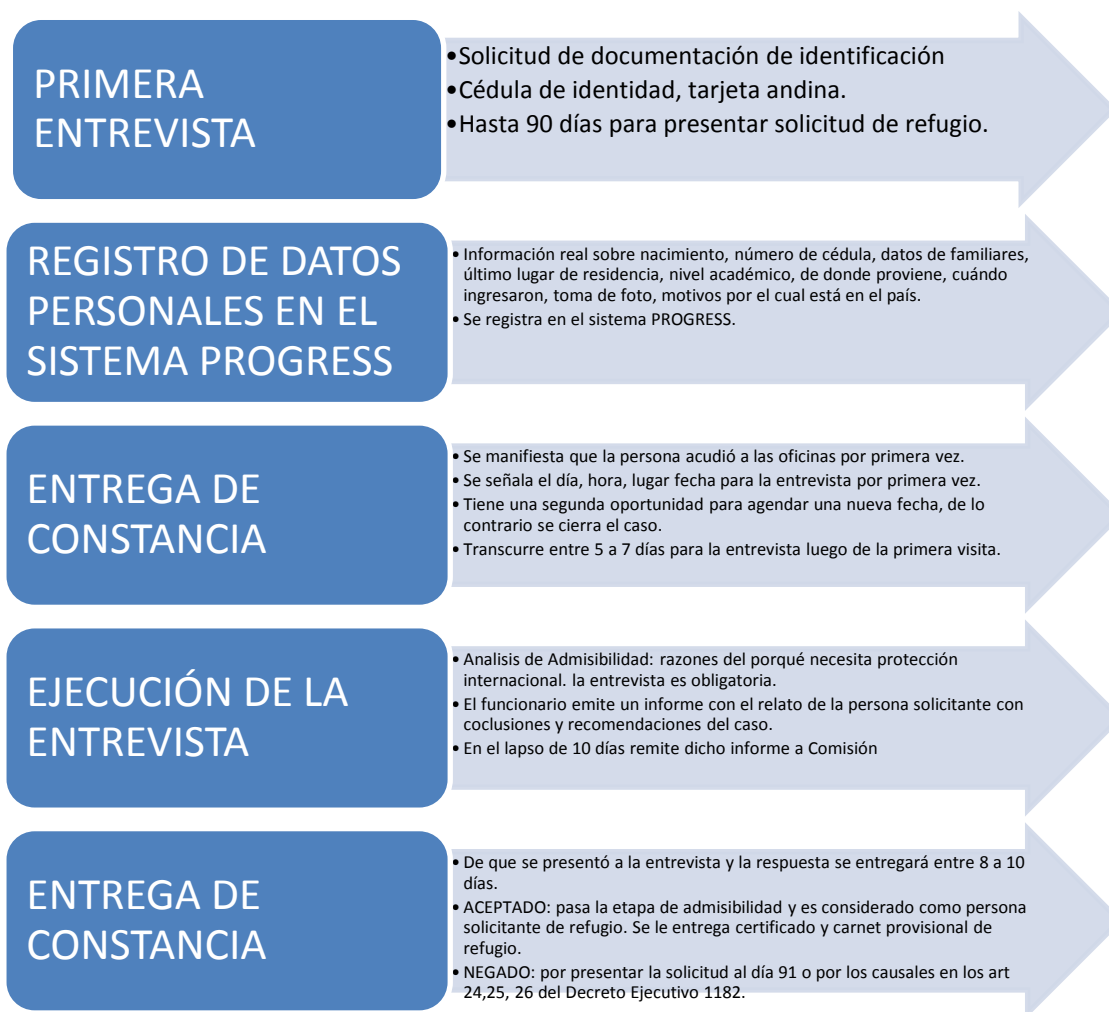 PRIMERA
ENTREVISTA
•Solicitud de documentación de identificación
•Cédula de identidad, tarjeta andina.
•Hasta 90 días para presentar solicitud de refugio.
REGISTRO DE DATOS
PERSONALES EN EL
SISTEMA PROGRESS
• Información real sobre nacimiento, número de cédula, datos de familiares,
último lugar de residencia, nivel académico, de donde proviene, cuándo
ingresaron, toma de foto, motivos por el cual está en el país.
• Se registra en el sistema PROGRESS.
ENTREGA DE
CONSTANCIA
• Se manifiesta que la persona acudió a las oficinas por primera vez.
• Se señala el día, hora, lugar fecha para la entrevista por primera vez.
• Tiene una segunda oportunidad para agendar una nueva fecha, de lo
contrario se cierra el caso.
• Transcurre entre 5 a 7 días para la entrevista luego de la primera visita.
EJECUCIÓN DE LA
ENTREVISTA
• Analisis de Admisibilidad: razones del porqué necesita protección
internacional. la entrevista es obligatoria.
• El funcionario emite un informe con el relato de la persona solicitante con
coclusiones y recomendaciones del caso.
• En el lapso de 10 días remite dicho informe a Comisión
ENTREGA DE
CONSTANCIA
• De que se presentó a la entrevista y la respuesta se entregará entre 8 a 10
días.
• ACEPTADO: pasa la etapa de admisibilidad y es considerado como persona
solicitante de refugio. Se le entrega certificado y carnet provisional de
refugio.
• NEGADO: por presentar la solicitud al día 91 o por los causales en los art
24,25, 26 del Decreto Ejecutivo 1182.